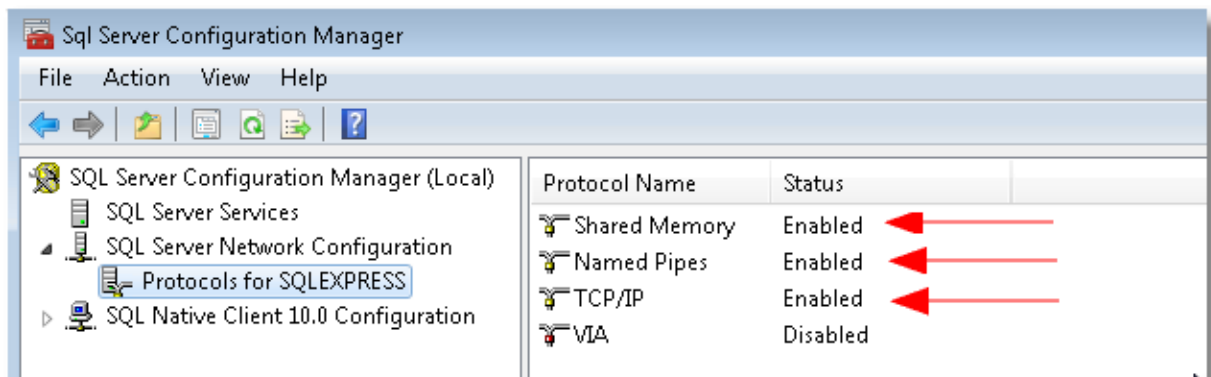 Sql Server Configuration Manager
File Action View Help
SQL Server Configuration Manager (Local)
SQL Server Services
SQL Server Network Configuration
Protocols for SQLEXPRESS
SQL Native Client 10.0 Configuration
Protocol Name Status
Shared Memory Enabled
Named Pipes Enabled
TCP/IP Enabled
VIA Disabled